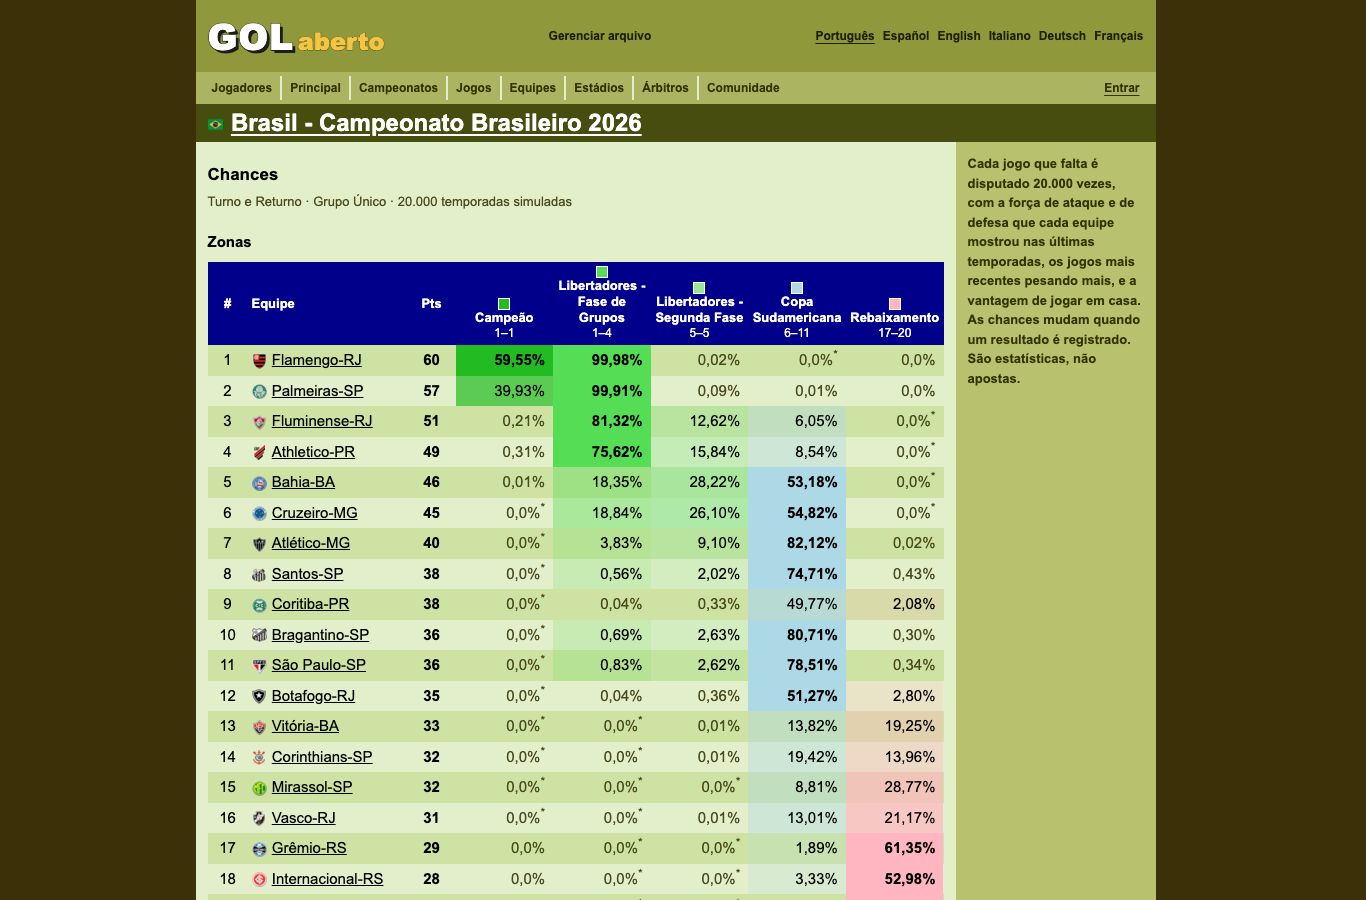 GOL aberto
Gerenciar arquivo
Português Español English Italiano Deutsch Français
Jogadores Principal Campeonatos Jogos Equipes Estádios Árbitros Comunidade Entrar
Brasil - Campeonato Brasileiro 2026
Chances
Turno e Returno · Grupo Único · 20.000 temporadas simuladas
Zonas
# Equipe Pts
Campeão
1–1
Libertadores -
Fase de
Grupos
1–4
Libertadores -
Segunda Fase
5–5
Copa
Sudamericana
6–11
Rebaixamento
17–20
1 Flamengo-RJ 60 59,55% 99,98% 0,02% 0,0%* 0,0%
2 Palmeiras-SP 57 39,93% 99,91% 0,09% 0,01% 0,0%
3 Fluminense-RJ 51 0,21% 81,32% 12,62% 6,05% 0,0%*
4 Athletico-PR 49 0,31% 75,62% 15,84% 8,54% 0,0%*
5 Bahia-BA 46 0,01% 18,35% 28,22% 53,18% 0,0%*
6 Cruzeiro-MG 45 0,0%* 18,84% 26,10% 54,82% 0,0%*
7 Atlético-MG 40 0,0%* 3,83% 9,10% 82,12% 0,02%
8 Santos-SP 38 0,0%* 0,56% 2,02% 74,71% 0,43%
9 Coritiba-PR 38 0,0%* 0,04% 0,33% 49,77% 2,08%
10 Bragantino-SP 36 0,0%* 0,69% 2,63% 80,71% 0,30%
11 São Paulo-SP 36 0,0%* 0,83% 2,62% 78,51% 0,34%
12 Botafogo-RJ 35 0,0%* 0,04% 0,36% 51,27% 2,80%
13 Vitória-BA 33 0,0%* 0,0%* 0,01% 13,82% 19,25%
14 Corinthians-SP 32 0,0%* 0,0%* 0,01% 19,42% 13,96%
15 Mirassol-SP 32 0,0%* 0,0%* 0,0%* 8,81% 28,77%
16 Vasco-RJ 31 0,0%* 0,0%* 0,01% 13,01% 21,17%
17 Grêmio-RS 29 0,0% 0,0%* 0,0%* 1,89% 61,35%
18 Internacional-RS 28 0,0% 0,0%* 0,0%* 3,33% 52,98%
Cada jogo que falta é
disputado 20.000 vezes,
com a força de ataque e de
defesa que cada equipe
mostrou nas últimas
temporadas, os jogos mais
recentes pesando mais, e a
vantagem de jogar em casa.
As chances mudam quando
um resultado é registrado.
São estatísticas, não
apostas.